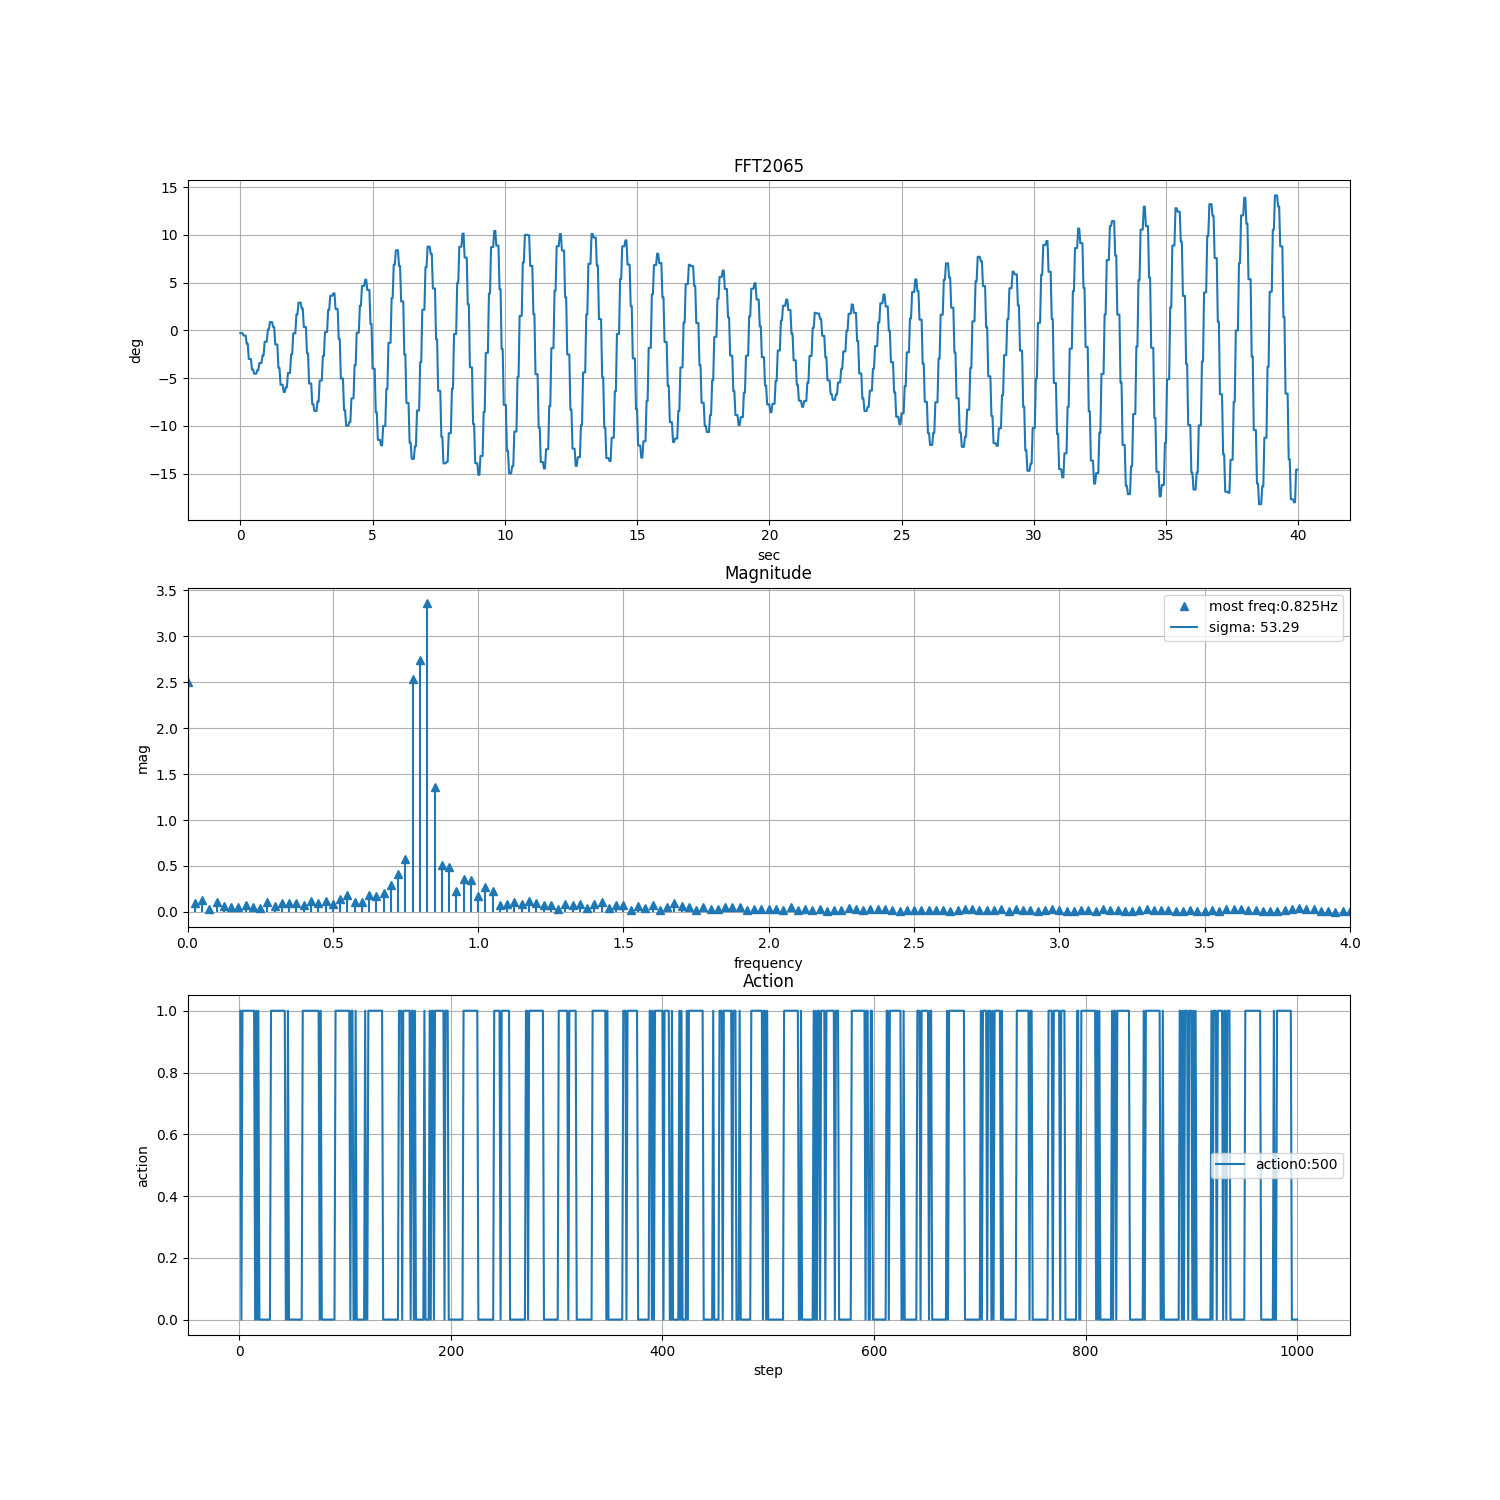 FFT2065
15
10
5
0
−5
−10
−15
deg
0 5 10 15 20 25 30 35 40
sec
Magnitude
3.5
3.0
2.5
2.0
1.5
1.0
0.5
0.0
mag
most freq:0.825Hz
sigma: 53.29
0.0 0.5 1.0 1.5 2.0 2.5 3.0 3.5 4.0
frequency
Action
1.0
0.8
0.6
0.4
0.2
0.0
action
action0:500
0 200 400 600 800 1000
step